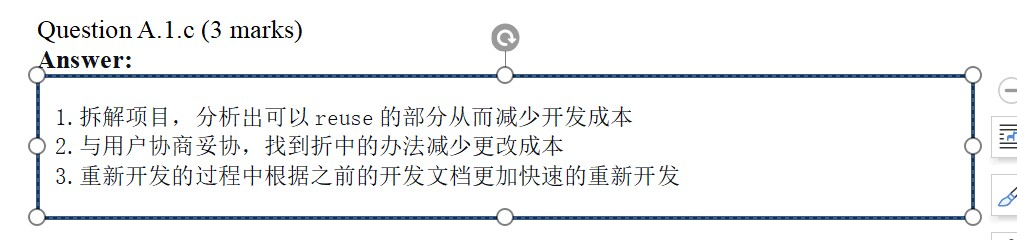 Question A.1.c (3 marks)
Answer:
1. 拆解项目，分析出可以 reuse 的部分从而减少开发成本
2. 与用户协商妥协，找到折中的办法减少更改成本
3. 重新开发的过程中根据之前的开发文档更加快速的重新开发